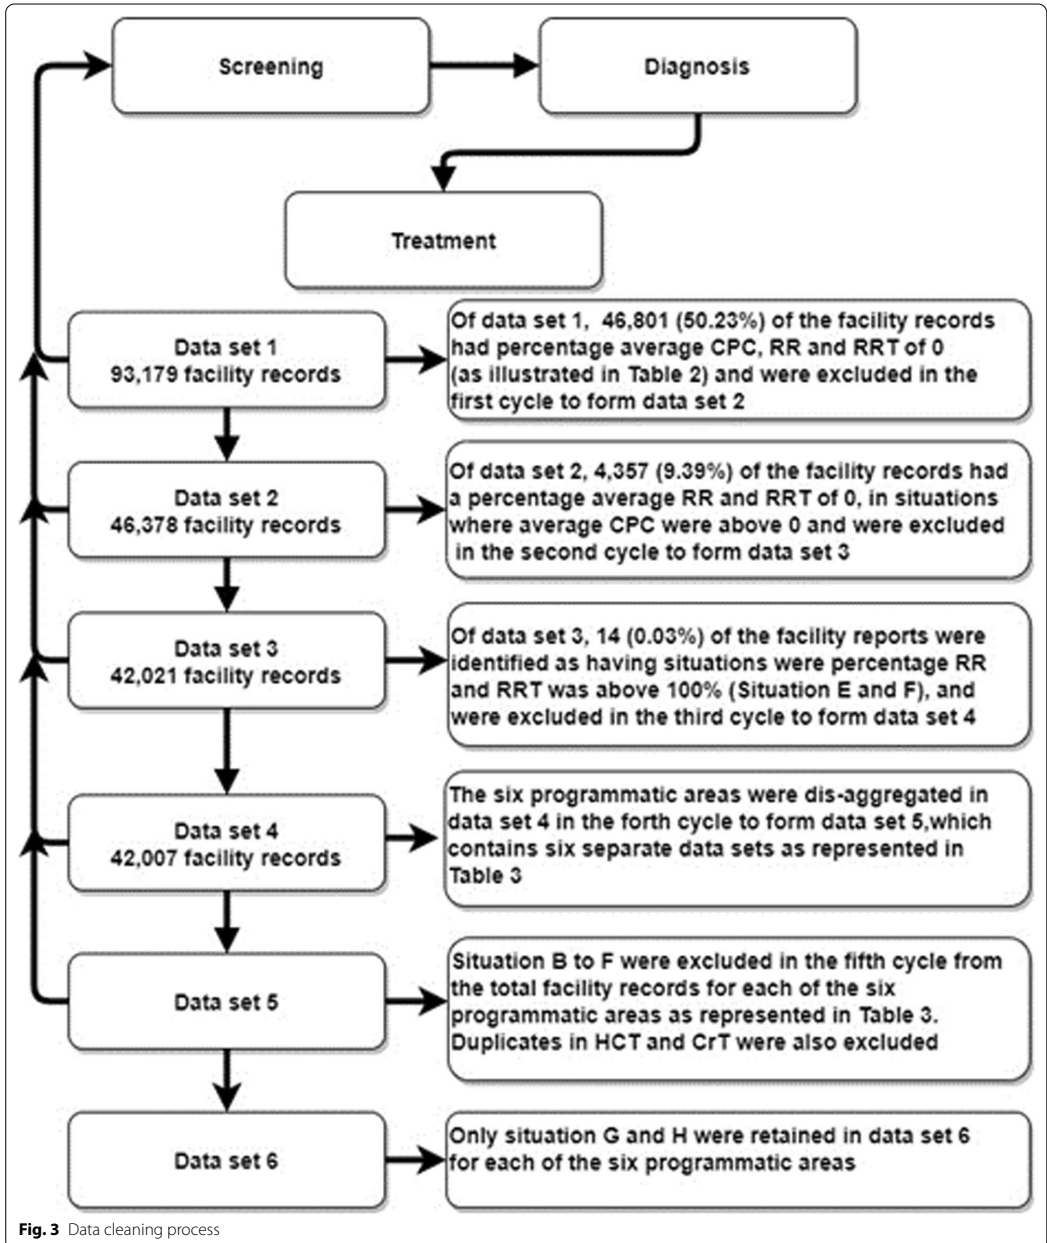 Screening
Diagnosis
Treatment
Data set 1
93,179 facility records
Of data set 1,  46,801 (50.23%) of the facility records
had percentage average CPC, RR and RRT of 0
(as illustrated in Table 2) and were excluded in the
first cycle to form data set 2
Data set 2
46,378 facility records
Of data set 2, 4,357 (9.39%) of the facility records had
a percentage average RR and RRT of 0, in situations
where average CPC were above 0 and were excluded
in the second cycle to form data set 3
Data set 3
42,021 facility records
Of data set 3, 14 (0.03%) of the facility reports were
identified as having situations were percentage RR
and RRT was above 100% (Situation E and F), and
were excluded in the third cycle to form data set 4
Data set 4
42,007 facility records
The six programmatic areas were dis-aggregated in
data set 4 in the forth cycle to form data set 5,which
contains six separate data sets as represented in
Table 3
Data set 5
Situation B to F were excluded in the fifth cycle from
the total facility records for each of the six
programmatic areas as represented in Table 3.
Duplicates in HCT and CrT were also excluded
Data set 6
Only situation G and H were retained in data set 6
for each of the six programmatic areas
Fig. 3 Data cleaning process